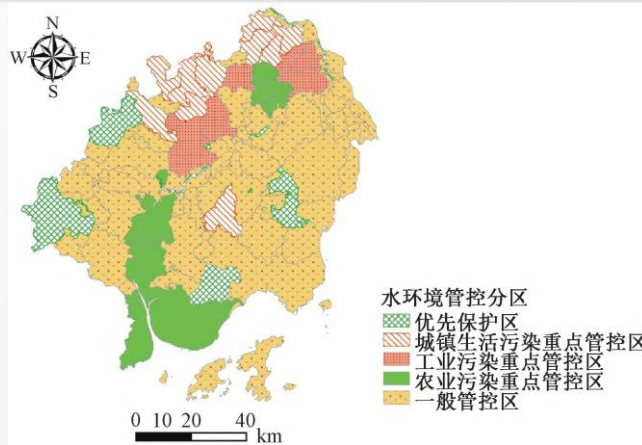 N
W E
S
水环境管控分区
优先保护区
城镇生活污染重点管控区
工业污染重点管控区
农业污染重点管控区
一般管控区
0 10 20 40
km